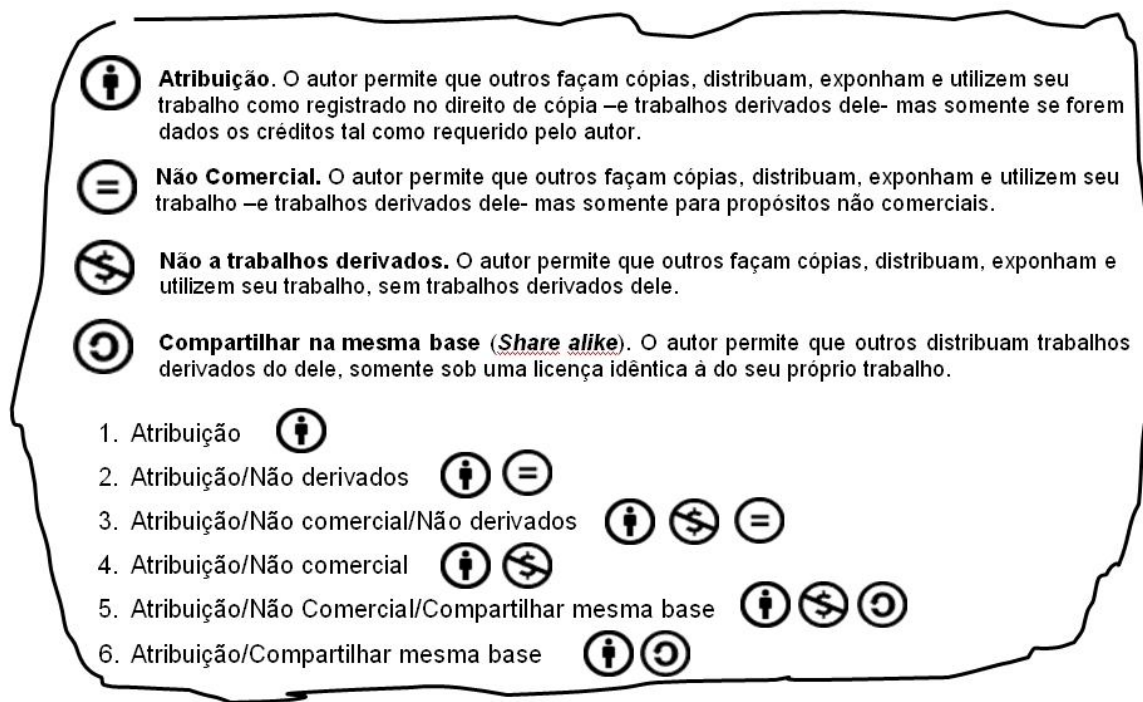 Atribuição. O autor permite que outros façam cópias, distribuam, exponham e utilizem seu
trabalho como registrado no direito de cópia –e trabalhos derivados dele- mas somente se forem
dados os créditos tal como requerido pelo autor.
Não Comercial. O autor permite que outros façam cópias, distribuam, exponham e utilizem seu
trabalho –e trabalhos derivados dele- mas somente para propósitos não comerciais.
Não a trabalhos derivados. O autor permite que outros façam cópias, distribuam, exponham e
utilizem seu trabalho, sem trabalhos derivados dele.
Compartilhar na mesma base (Share alike). O autor permite que outros distribuam trabalhos
derivados do dele, somente sob uma licença idêntica à do seu próprio trabalho.
1. Atribuição
2. Atribuição/Não derivados
3. Atribuição/Não comercial/Não derivados
4. Atribuição/Não comercial
5. Atribuição/Não Comercial/Compartilhar mesma base
6. Atribuição/Compartilhar mesma base